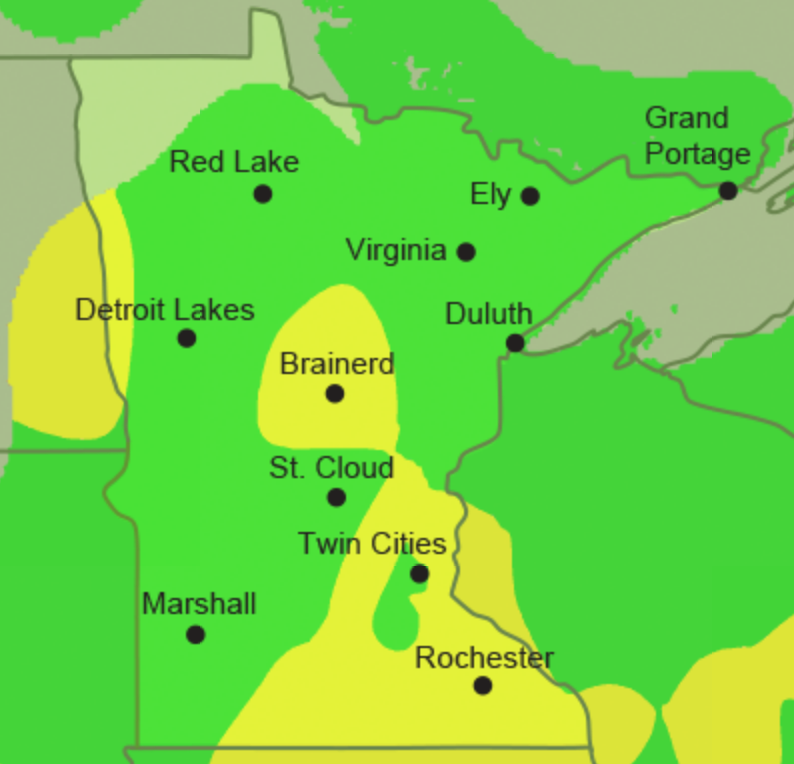 Grand
Portage
Red Lake
Ely
Virginia
Detroit Lakes
Duluth
Brainerd
St. Cloud
Twin Cities
Marshall
Rochester